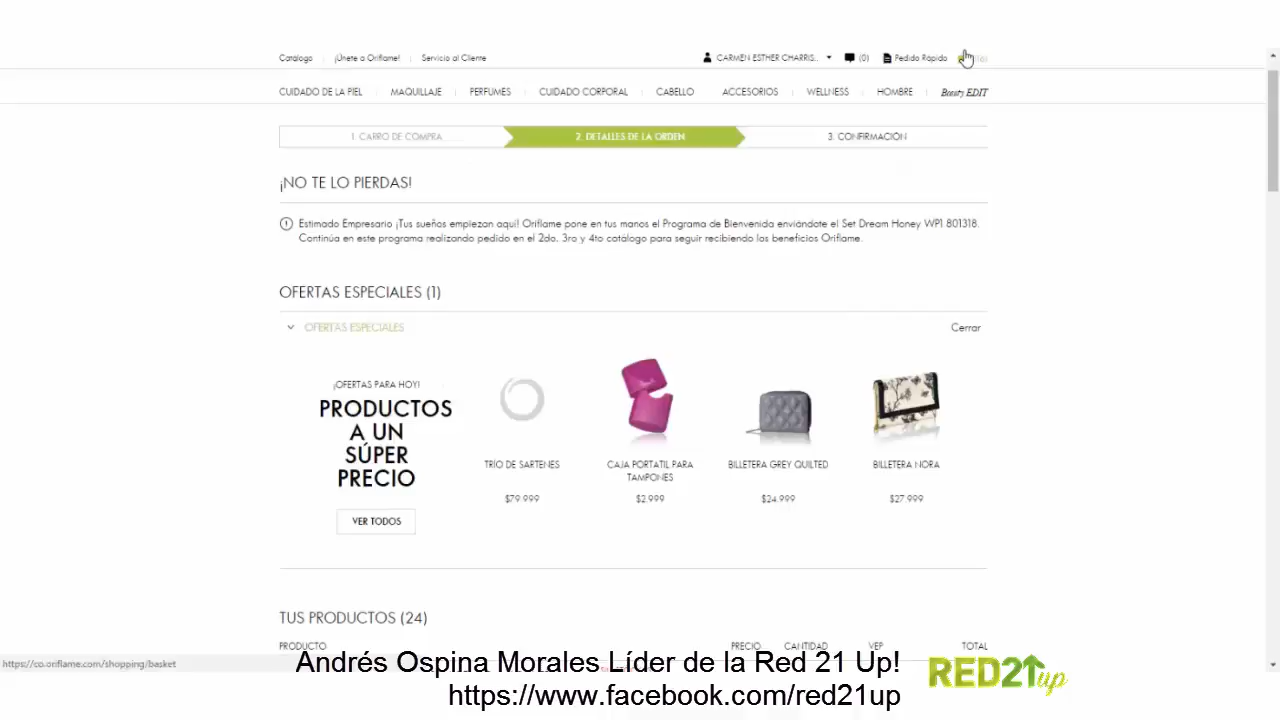 Catálogo ¡Únete a Oriflame! Servicio al Cliente CARMEN ESTHER CHARRIS.. (0) Pedido Rápido
CUIDADO DE LA PIEL MAQUILLAJE PERFUMES CUIDADO CORPORAL CABELLO ACCESORIOS WELLNESS HOMBRE Beauty EDIT
1. CARRO DE COMPRA 2. DETALLES DE LA ORDEN 3. CONFIRMACIÓN
¡NO TE LO PIERDAS!
Estimado Empresario ¡Tus sueños empiezan aquí! Oriflame pone en tus manos el Programa de Bienvenida enviándote el Set Dream Honey WP1 801318.
Continúa en este programa realizando pedido en el 2do. 3ro y 4to catálogo para seguir recibiendo los beneficios Oriflame.
OFERTAS ESPECIALES (1)
OFERTAS ESPECIALES Cerrar
¡OFERTAS PARA HOY!
PRODUCTOS
A UN
SÚPER
PRECIO
VER TODOS
TRIO DE SARTENES
$79.999
CAJA PORTATIL PARA
TAMPONES
$2.999
BILLETERA GREY QUILTED
$24.999
BILLETERA NORA
$27.999
TUS PRODUCTOS (24)
PRODUCTO PRECIO CANTIDAD VEP TOTAL
https://co.oriflame.com/shopping/basket
Andrés Ospina Morales Líder de la Red 21 Up!
https://www.facebook.com/red21up
RED21up